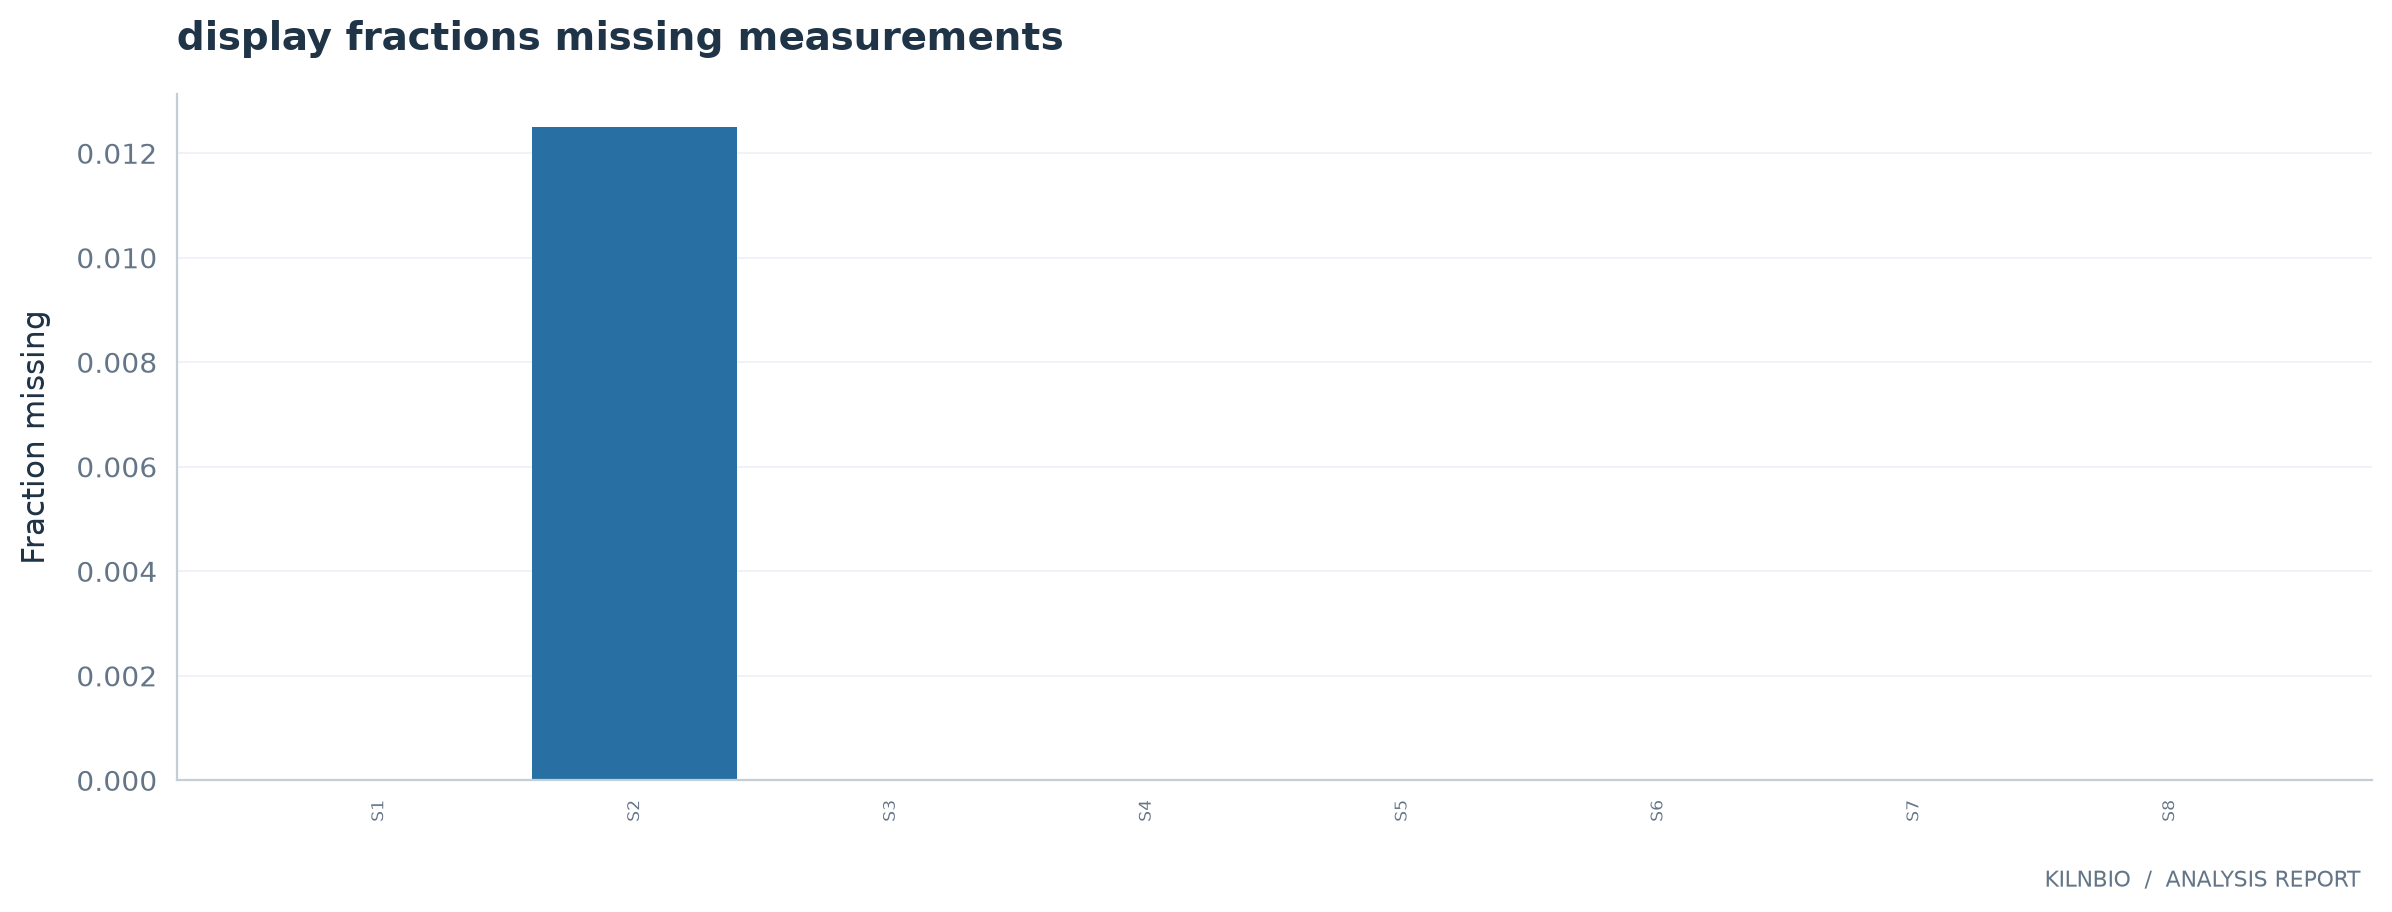 display fractions missing measurements
Fraction missing
0.012
0.010
0.008
0.006
0.004
0.002
0.000
S1
S2
S3
S4
S5
S6
S7
S8
KILNBIO / ANALYSIS REPORT